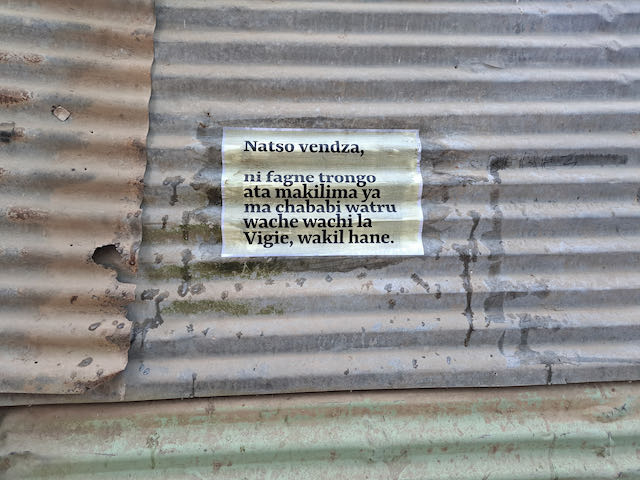 Natso vendza,
ni fagne trongo
ata makilima ya
ma chababi watru
wache wachi la
Vigie, wakil hane.